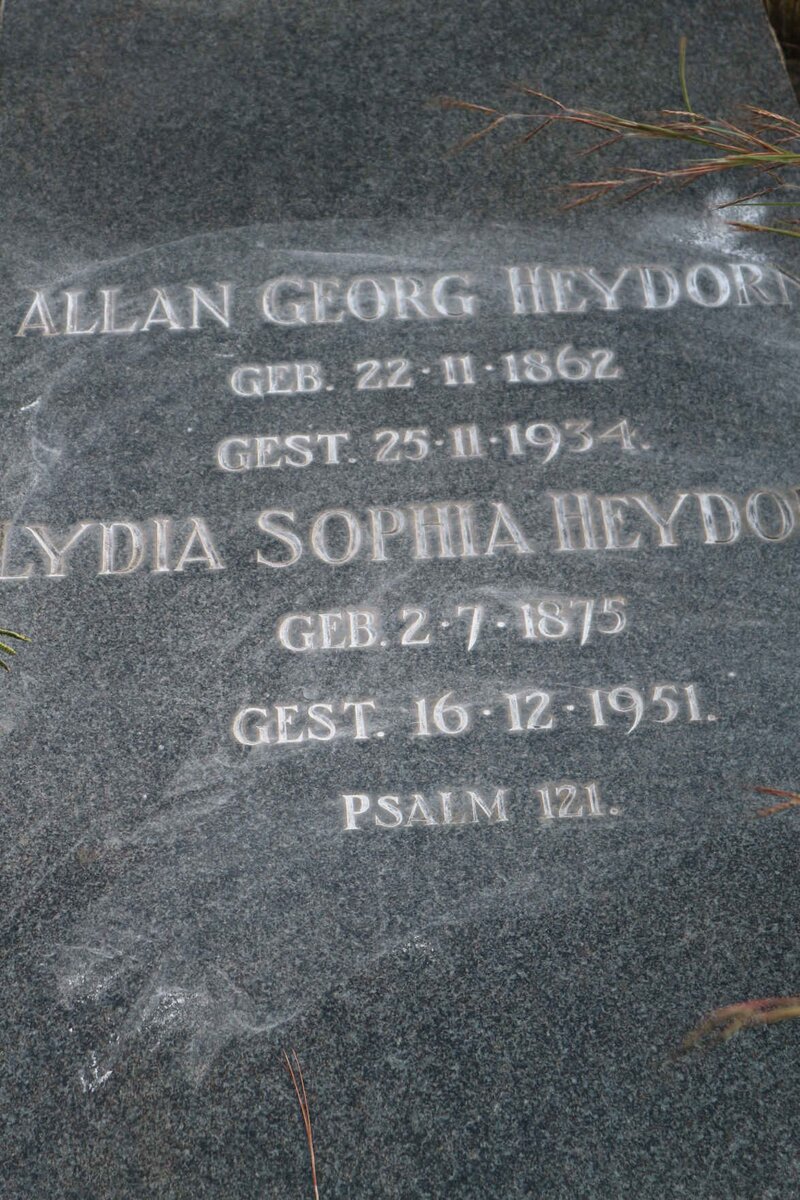 ALLAN GEORG HEYDORN
GEB. 22·11·1862
GEST. 25·11·1934.
LYDIA SOPHIA HEYDOR
GEB. 2·7·1875
GEST. 16·12·1951.
PSALM 121.